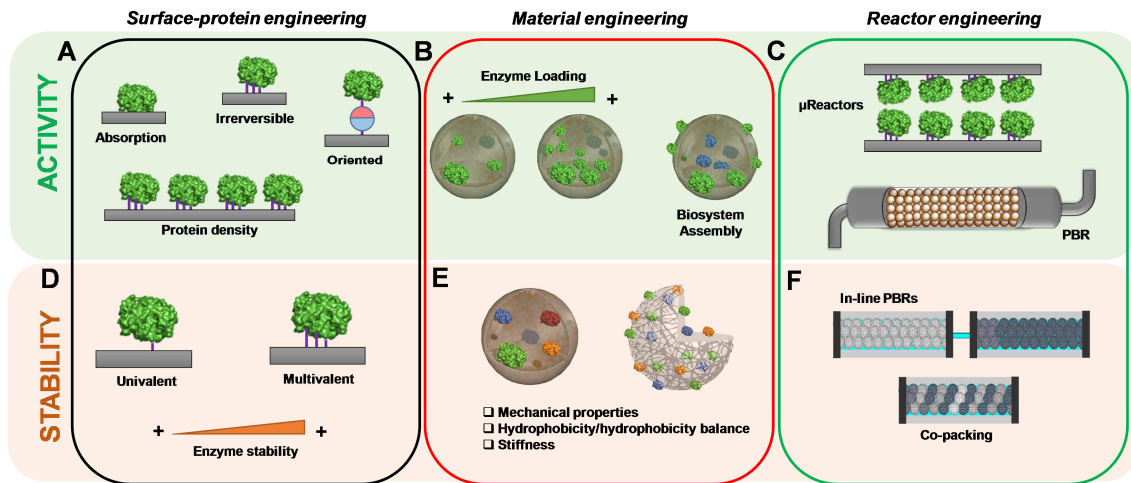 Surface-protein engineering
Material engineering
Reactor engineering
ACTIVITY
A
Absorption
Irrerversible
Oriented
Protein density
B
Enzyme Loading
+
+
Biosystem
Assembly
C
µReactors
PBR
STABILITY
D
Univalent
Multivalent
+
+
Enzyme stability
E
❑ Mechanical properties
❑ Hydrophobicity/hydrophobicity balance
❑ Stiffness
F
In-line PBRs
Co-packing